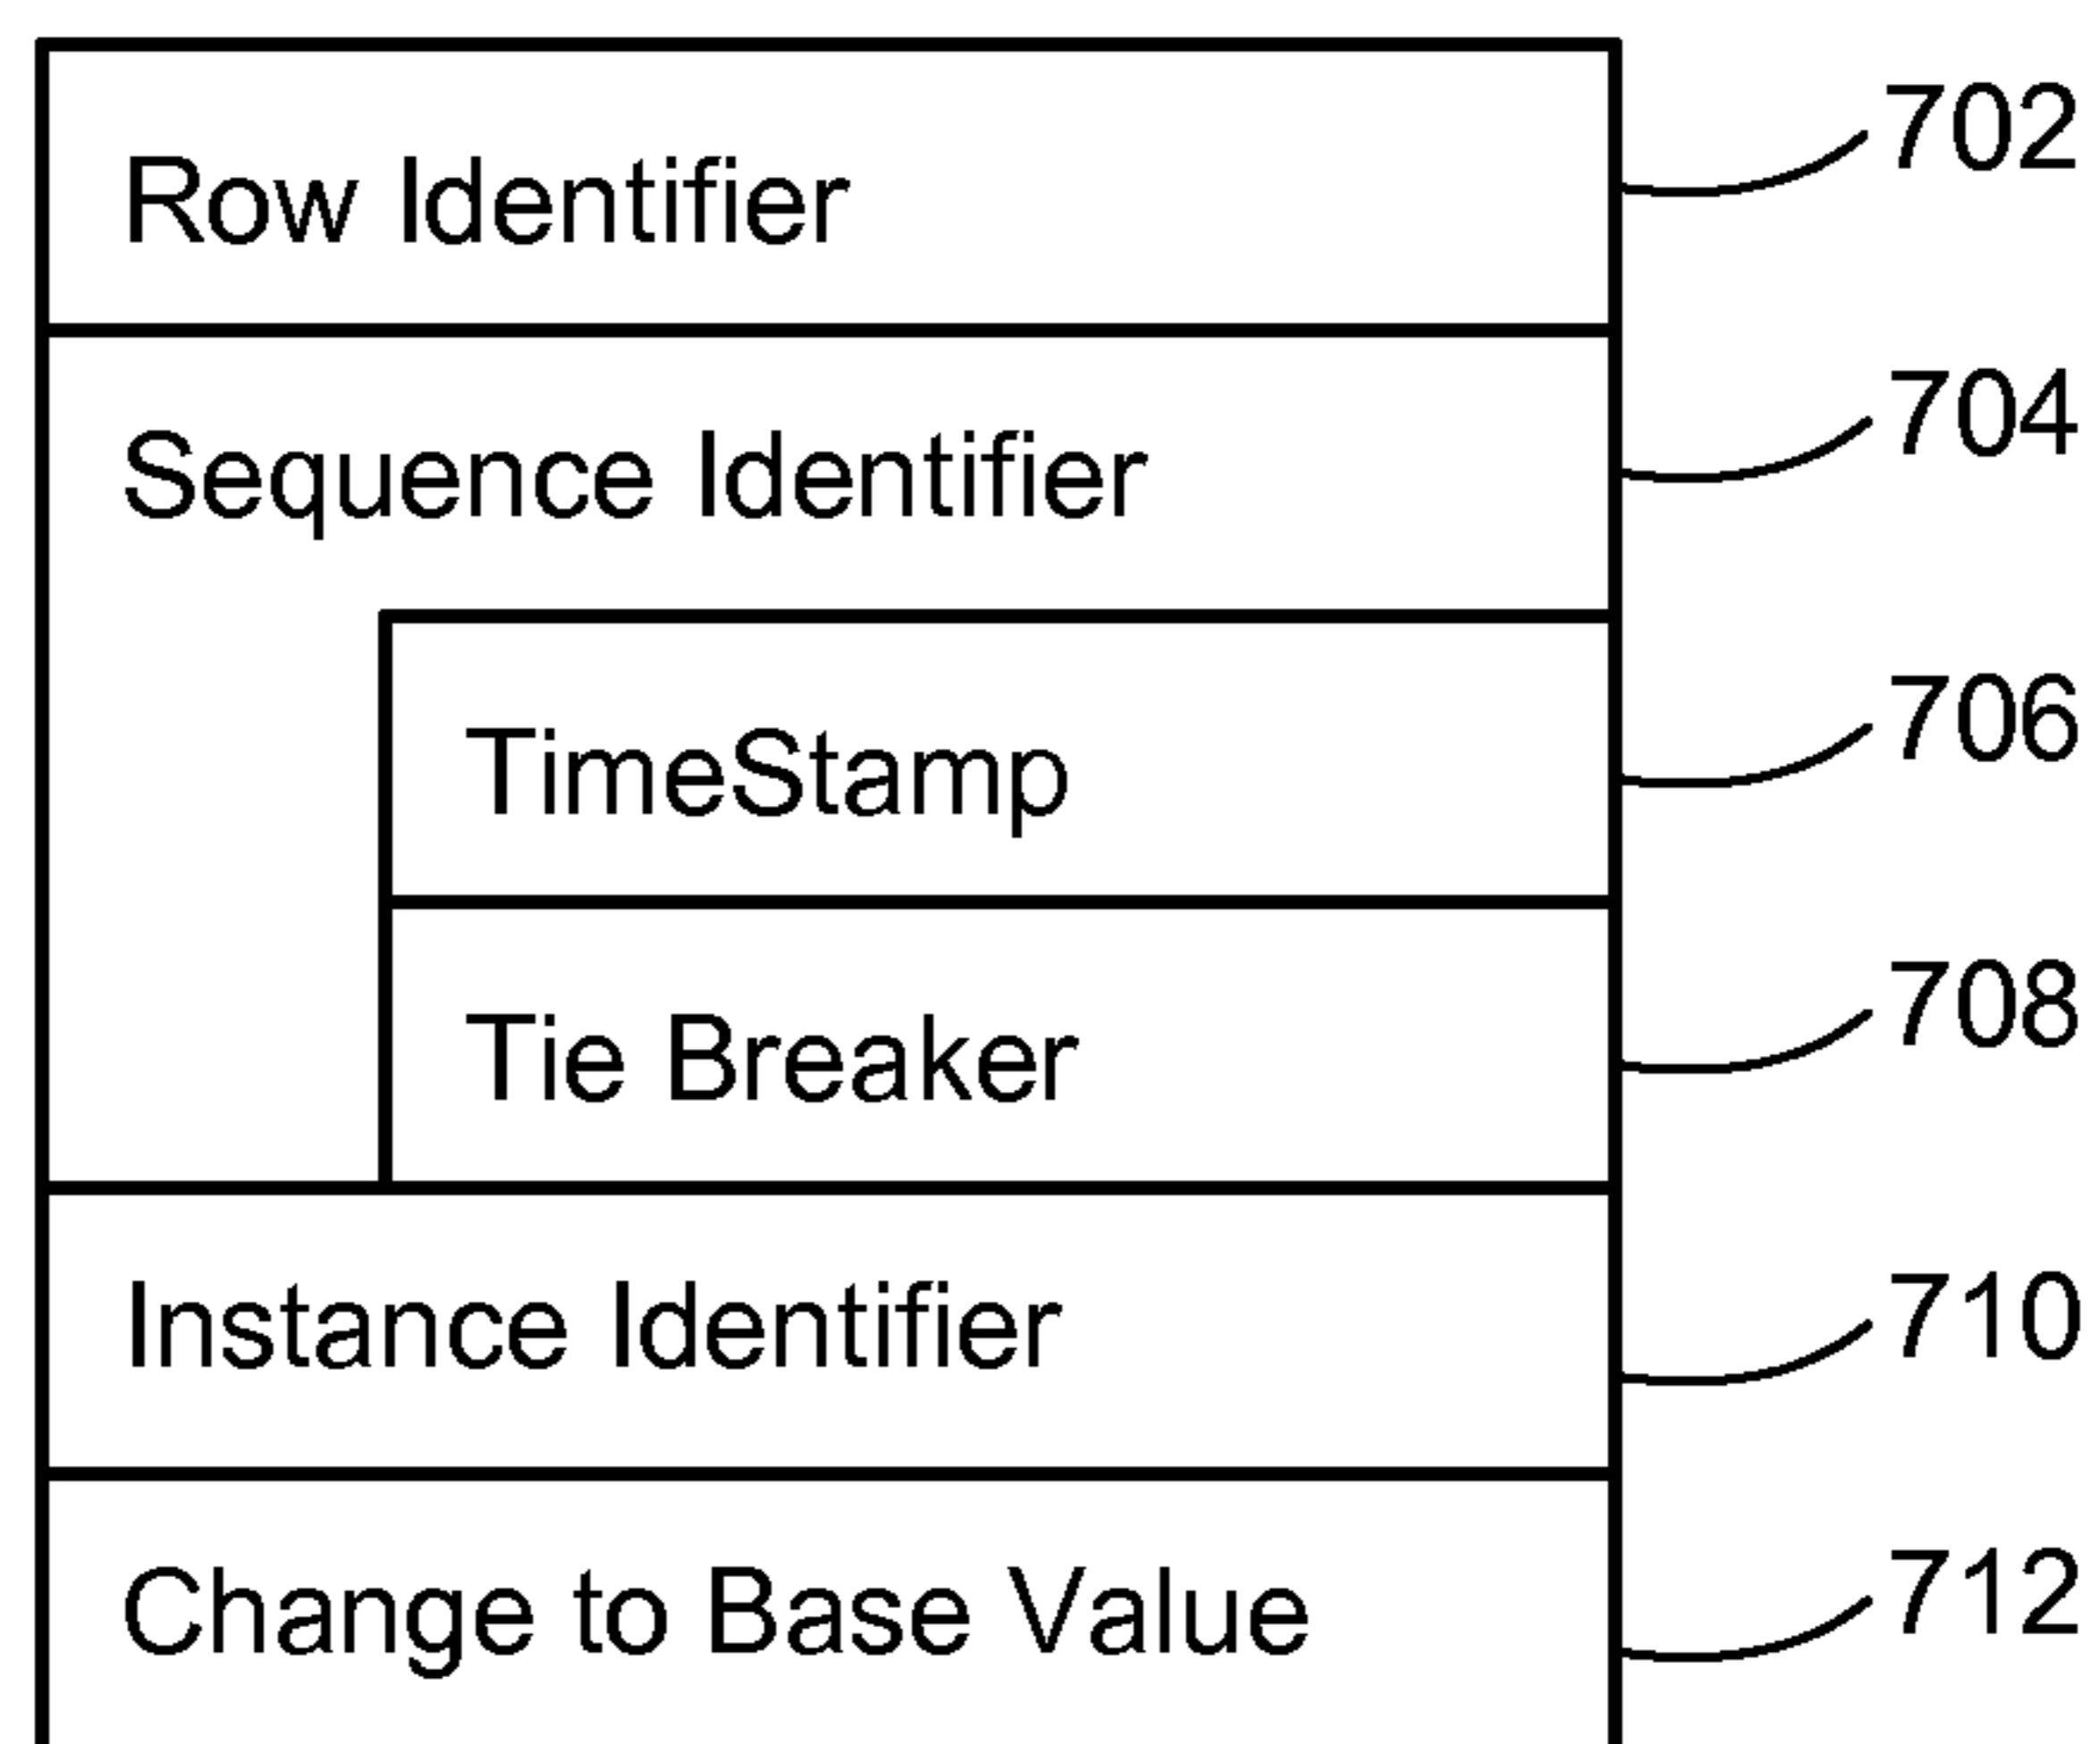 Row Identifier 702
Sequence Identifier 704
TimeStamp 706
Tie Breaker 708
Instance Identifier 710
Change to Base Value 712